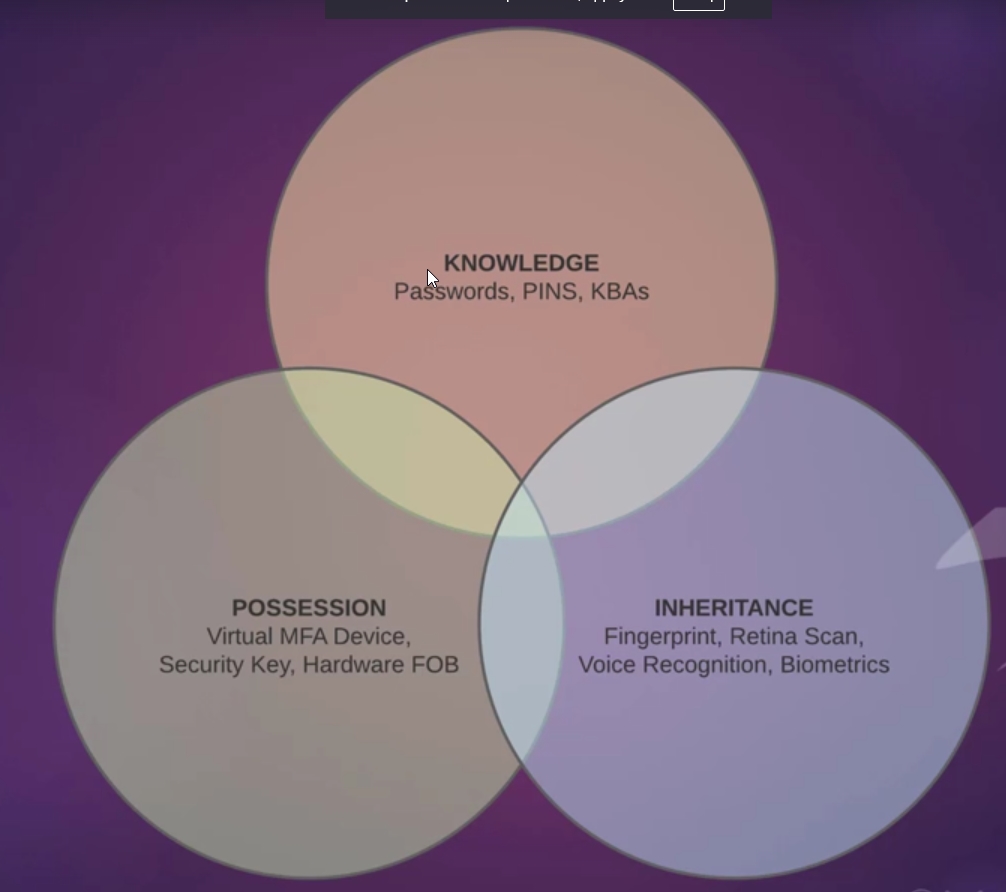 KNOWLEDGE
Passwords, PINS, KBAs
POSSESSION
Virtual MFA Device,
Security Key, Hardware FOB
INHERITANCE
Fingerprint, Retina Scan,
Voice Recognition, Biometrics